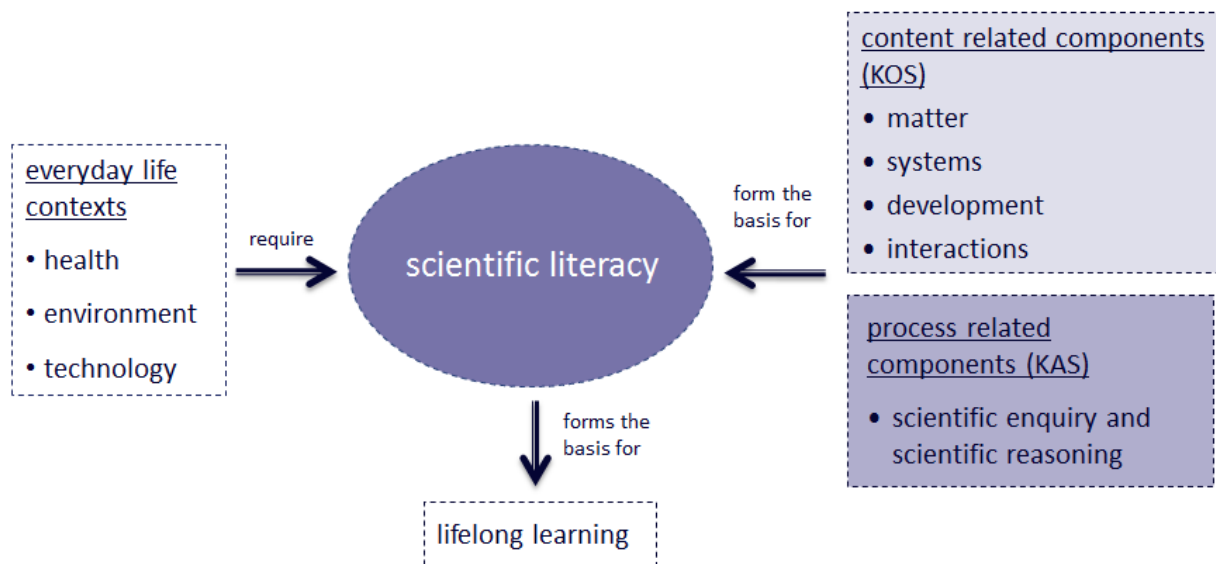 everyday life
contexts
• health
• environment
• technology
require
scientific literacy
form the
basis for
content related components
(KOS)
• matter
• systems
• development
• interactions
process related
components (KAS)
• scientific enquiry and
scientific reasoning
forms the
basis for
lifelong learning